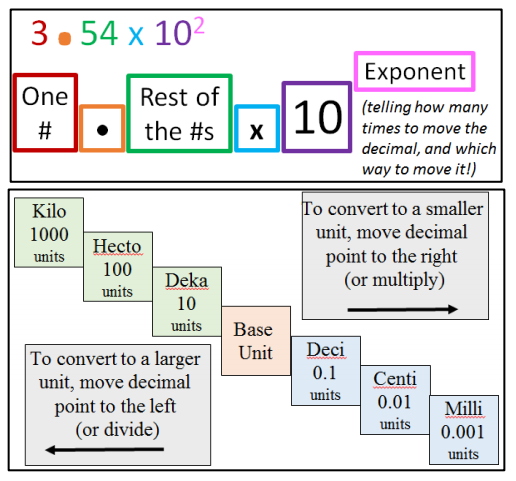 3.54 x 10²
One
#
•
Rest of
the #s
x
10
Exponent
(telling how many
times to move the
decimal, and which
way to move it!)
Kilo
1000
units
Hecto
100
units
Deka
10
units
Base
Unit
Deci
0.1
units
Centi
0.01
units
Milli
0.001
units
To convert to a smaller
unit, move decimal
point to the right
(or multiply)
To convert to a larger
unit, move decimal
point to the left
(or divide)